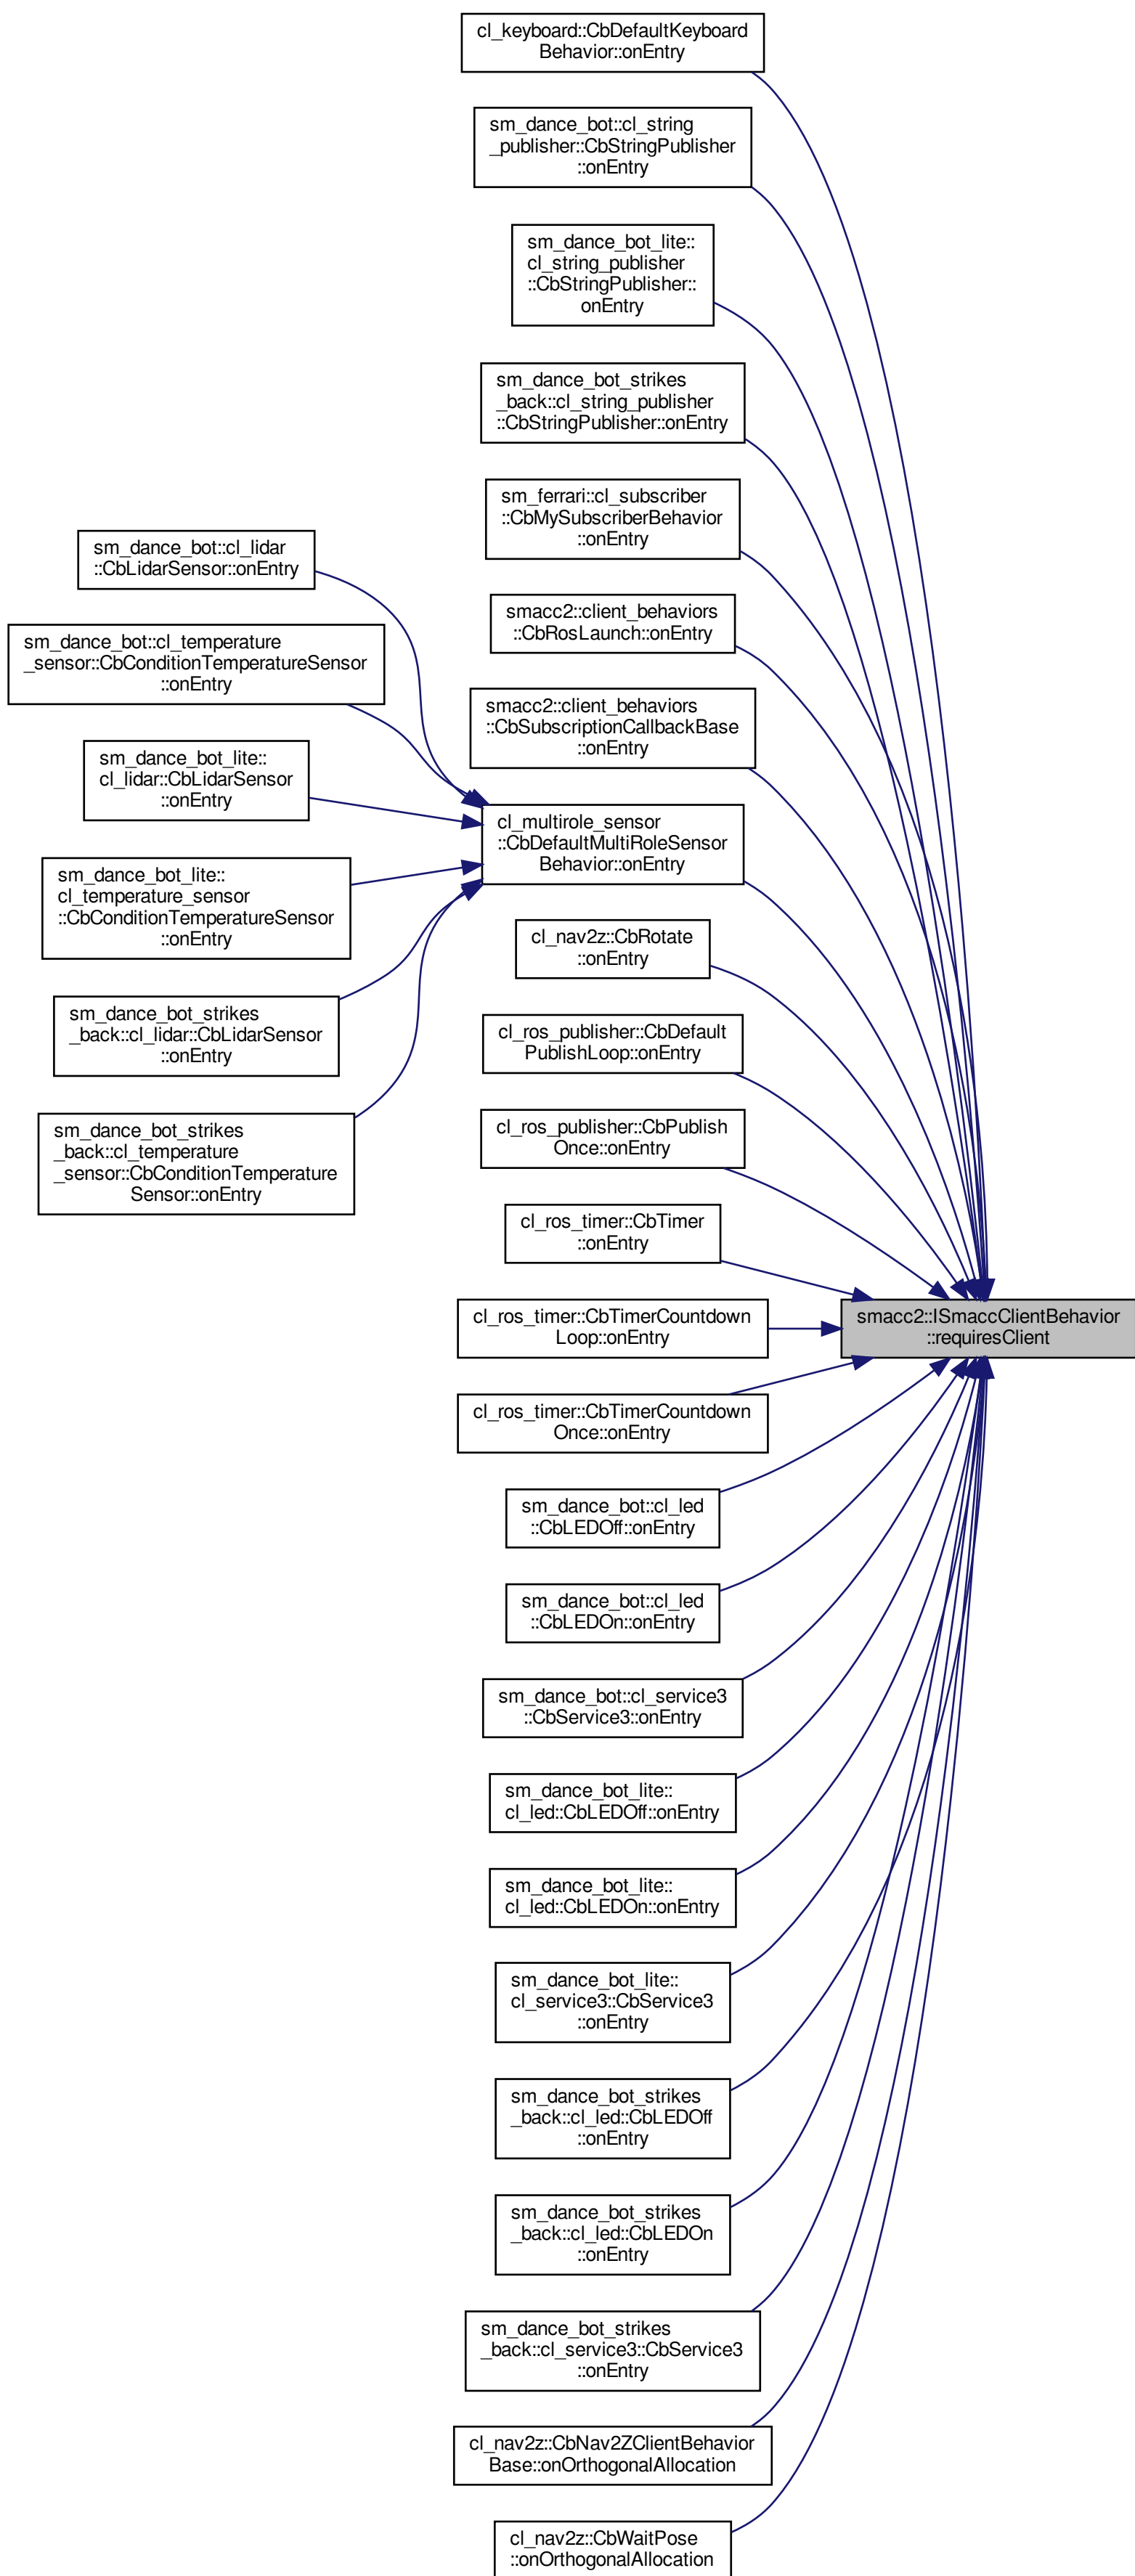 cl_keyboard::CbDefaultKeyboard
Behavior::onEntry
sm_dance_bot::cl_string
_publisher::CbStringPublisher
::onEntry
sm_dance_bot_lite::
cl_string_publisher
::CbStringPublisher::
onEntry
sm_dance_bot_strikes
_back::cl_string_publisher
::CbStringPublisher::onEntry
sm_ferrari::cl_subscriber
::CbMySubscriberBehavior
::onEntry
smacc2::client_behaviors
::CbRosLaunch::onEntry
smacc2::client_behaviors
::CbSubscriptionCallbackBase
::onEntry
cl_multirole_sensor
::CbDefaultMultiRoleSensor
Behavior::onEntry
sm_dance_bot::cl_lidar
::CbLidarSensor::onEntry
sm_dance_bot::cl_temperature
_sensor::CbConditionTemperatureSensor
::onEntry
sm_dance_bot_lite::
cl_lidar::CbLidarSensor
::onEntry
sm_dance_bot_lite::
cl_temperature_sensor
::CbConditionTemperatureSensor
::onEntry
sm_dance_bot_strikes
_back::cl_lidar::CbLidarSensor
::onEntry
sm_dance_bot_strikes
_back::cl_temperature
_sensor::CbConditionTemperature
Sensor::onEntry
cl_nav2z::CbRotate
::onEntry
cl_ros_publisher::CbDefault
PublishLoop::onEntry
cl_ros_publisher::CbPublish
Once::onEntry
cl_ros_timer::CbTimer
::onEntry
cl_ros_timer::CbTimerCountdown
Loop::onEntry
smacc2::ISmaccClientBehavior
::requiresClient
cl_ros_timer::CbTimerCountdown
Once::onEntry
sm_dance_bot::cl_led
::CbLEDOff::onEntry
sm_dance_bot::cl_led
::CbLEDOn::onEntry
sm_dance_bot::cl_service3
::CbService3::onEntry
sm_dance_bot_lite::
cl_led::CbLEDOff::onEntry
sm_dance_bot_lite::
cl_led::CbLEDOn::onEntry
sm_dance_bot_lite::
cl_service3::CbService3
::onEntry
sm_dance_bot_strikes
_back::cl_led::CbLEDOff
::onEntry
sm_dance_bot_strikes
_back::cl_led::CbLEDOn
::onEntry
sm_dance_bot_strikes
_back::cl_service3::CbService3
::onEntry
cl_nav2z::CbNav2ZClientBehavior
Base::onOrthogonalAllocation
cl_nav2z::CbWaitPose
::onOrthogonalAllocation